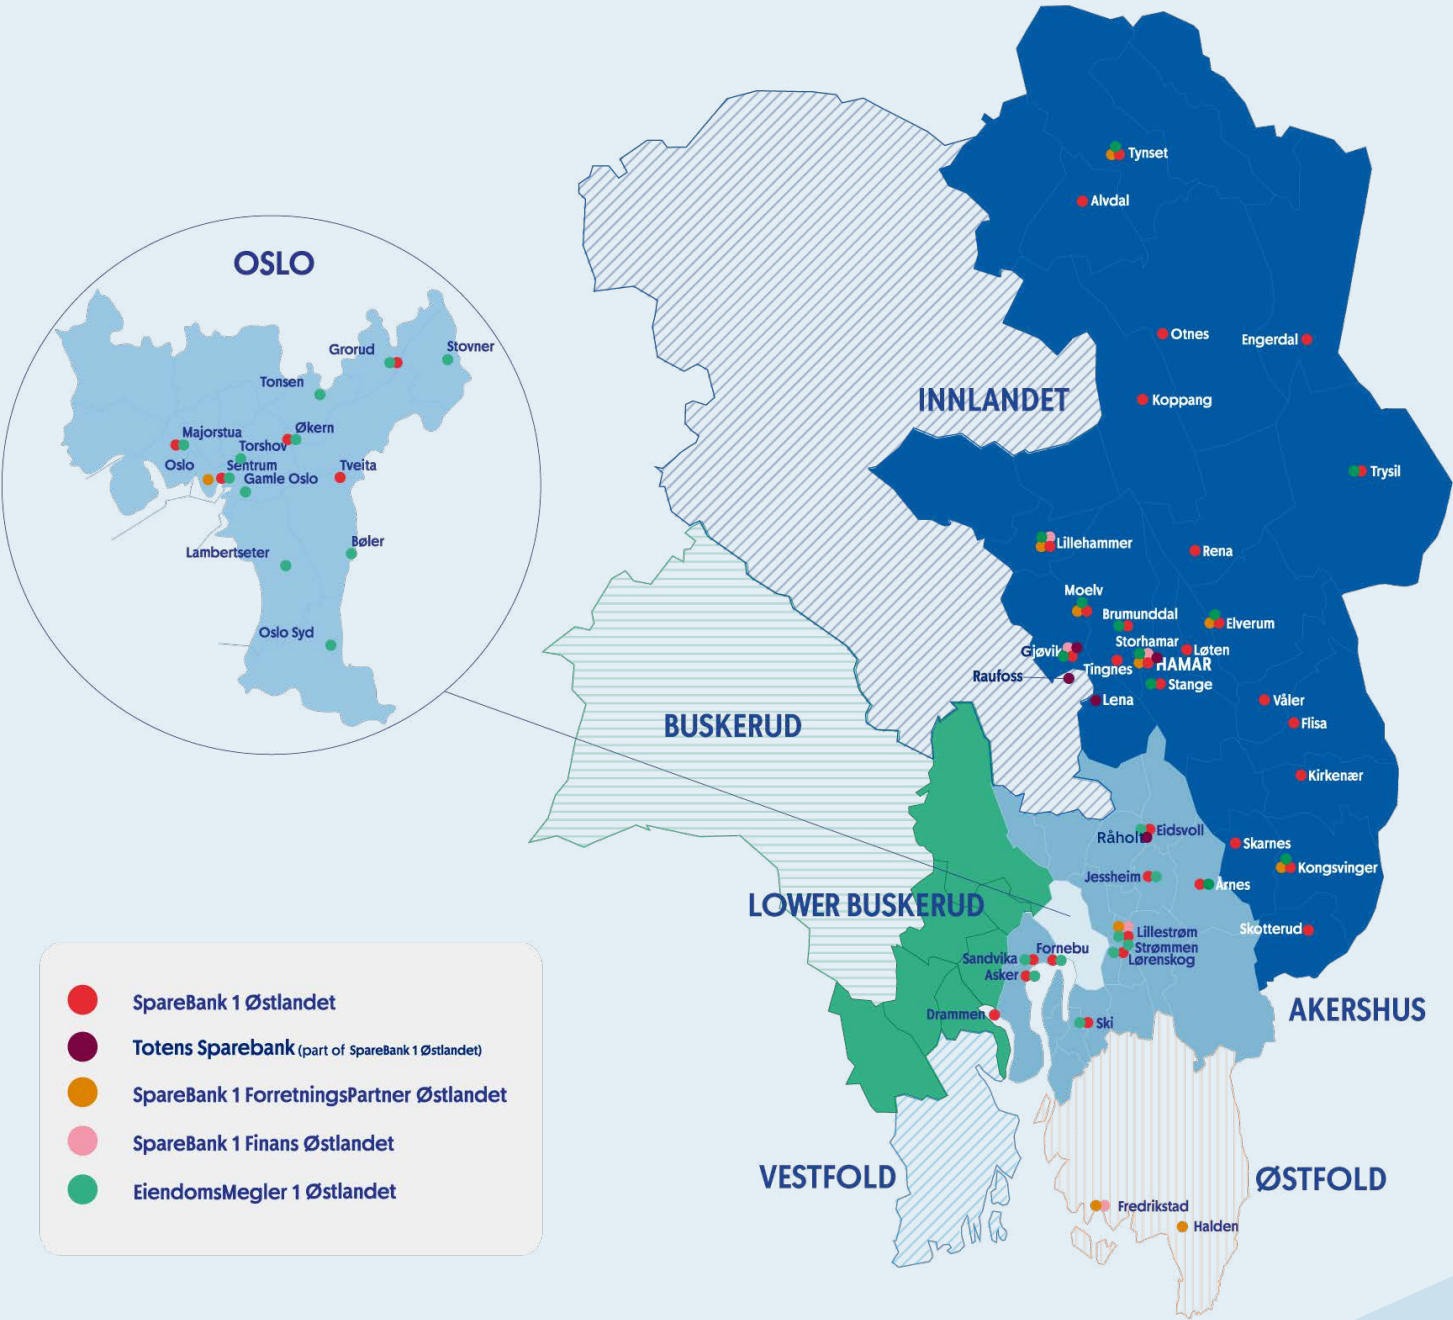 OSLO
Grorud
Stovner
Tonsen
Majorstua
Økern
Torshov
Oslo
Sentrum
Tveita
Gamle Oslo
Lambertseter
Bøler
Oslo Syd
Tynset
Alvdal
Otnes
Engerdal
INNLANDET
Koppang
Trysil
Lillehammer
Rena
Moelv
Brumunddal
Elverum
Storhamar
Gjøvik
Løten
Tingnes
HAMAR
Raufoss
Stange
Lena
Våler
Flisa
BUSKERUD
Kirkenær
Råholt
Eidsvoll
Skarnes
Kongsvinger
Jessheim
Årnes
LOWER BUSKERUD
Skotterud
Lillestrøm
Strømmen
Lørenskog
Fornebu
Sandvika
Asker
Drammen
Ski
AKERSHUS
VESTFOLD
ØSTFOLD
Fredrikstad
Halden
SpareBank 1 Østlandet
Totens Sparebank (part of SpareBank 1 Østlandet)
SpareBank 1 ForretningsPartner Østlandet
SpareBank 1 Finans Østlandet
EiendomsMegler 1 Østlandet